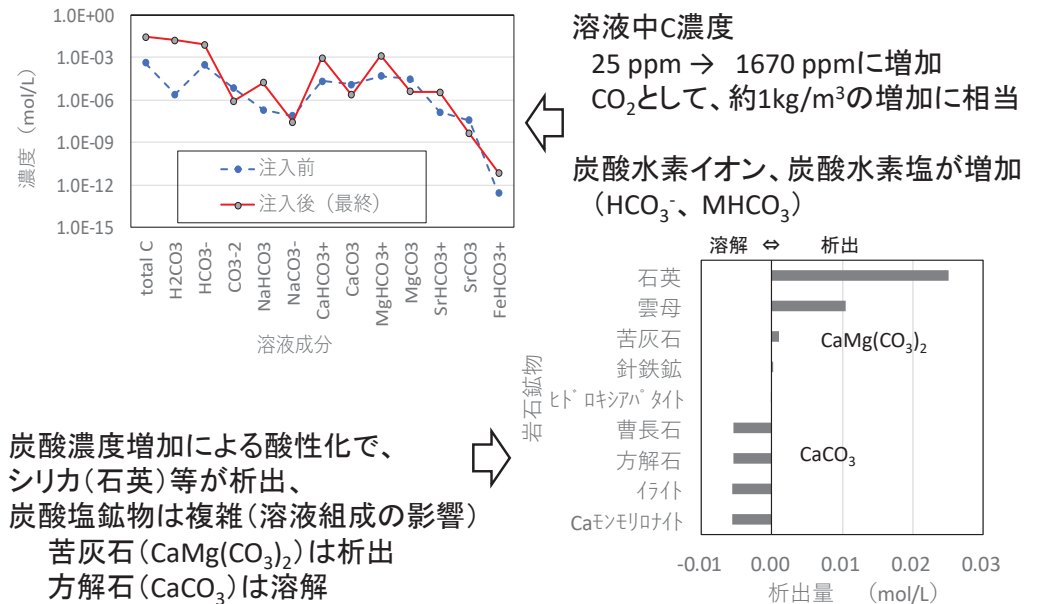 1.0E+00
1.0E-03
1.0E-06
1.0E-09
1.0E-12
1.0E-15
濃度 (mol/L)
注入前
注入後（最終）
total C
H2CO3
HCO3-
CO3-2
NaHCO3
NaCO3-
CaHCO3+
CaCO3
MgHCO3+
MgCO3
SrHCO3+
SrCO3
FeHCO3+
溶液成分
溶液中C濃度
25 ppm → 1670 ppmに増加
CO₂として、約1kg/m³の増加に相当
炭酸水素イオン、炭酸水素塩が増加
（HCO₃⁻、MHCO₃）
溶解 ⇔ 析出
石英
雲母
苦灰石
CaMg(CO₃)₂
針鉄鉱
ﾋﾄﾞﾛｷｼｱﾊﾟﾀｲﾄ
曹長石
方解石
CaCO₃
ｲﾗｲﾄ
Caﾓﾝﾓﾘﾛﾅｲﾄ
岩石鉱物
-0.01 0.00 0.01 0.02 0.03
析出量 (mol/L)
炭酸濃度増加による酸性化で、
シリカ（石英）等が析出、
炭酸塩鉱物は複雑（溶液組成の影響）
苦灰石（CaMg(CO₃)₂）は析出
方解石（CaCO₃）は溶解